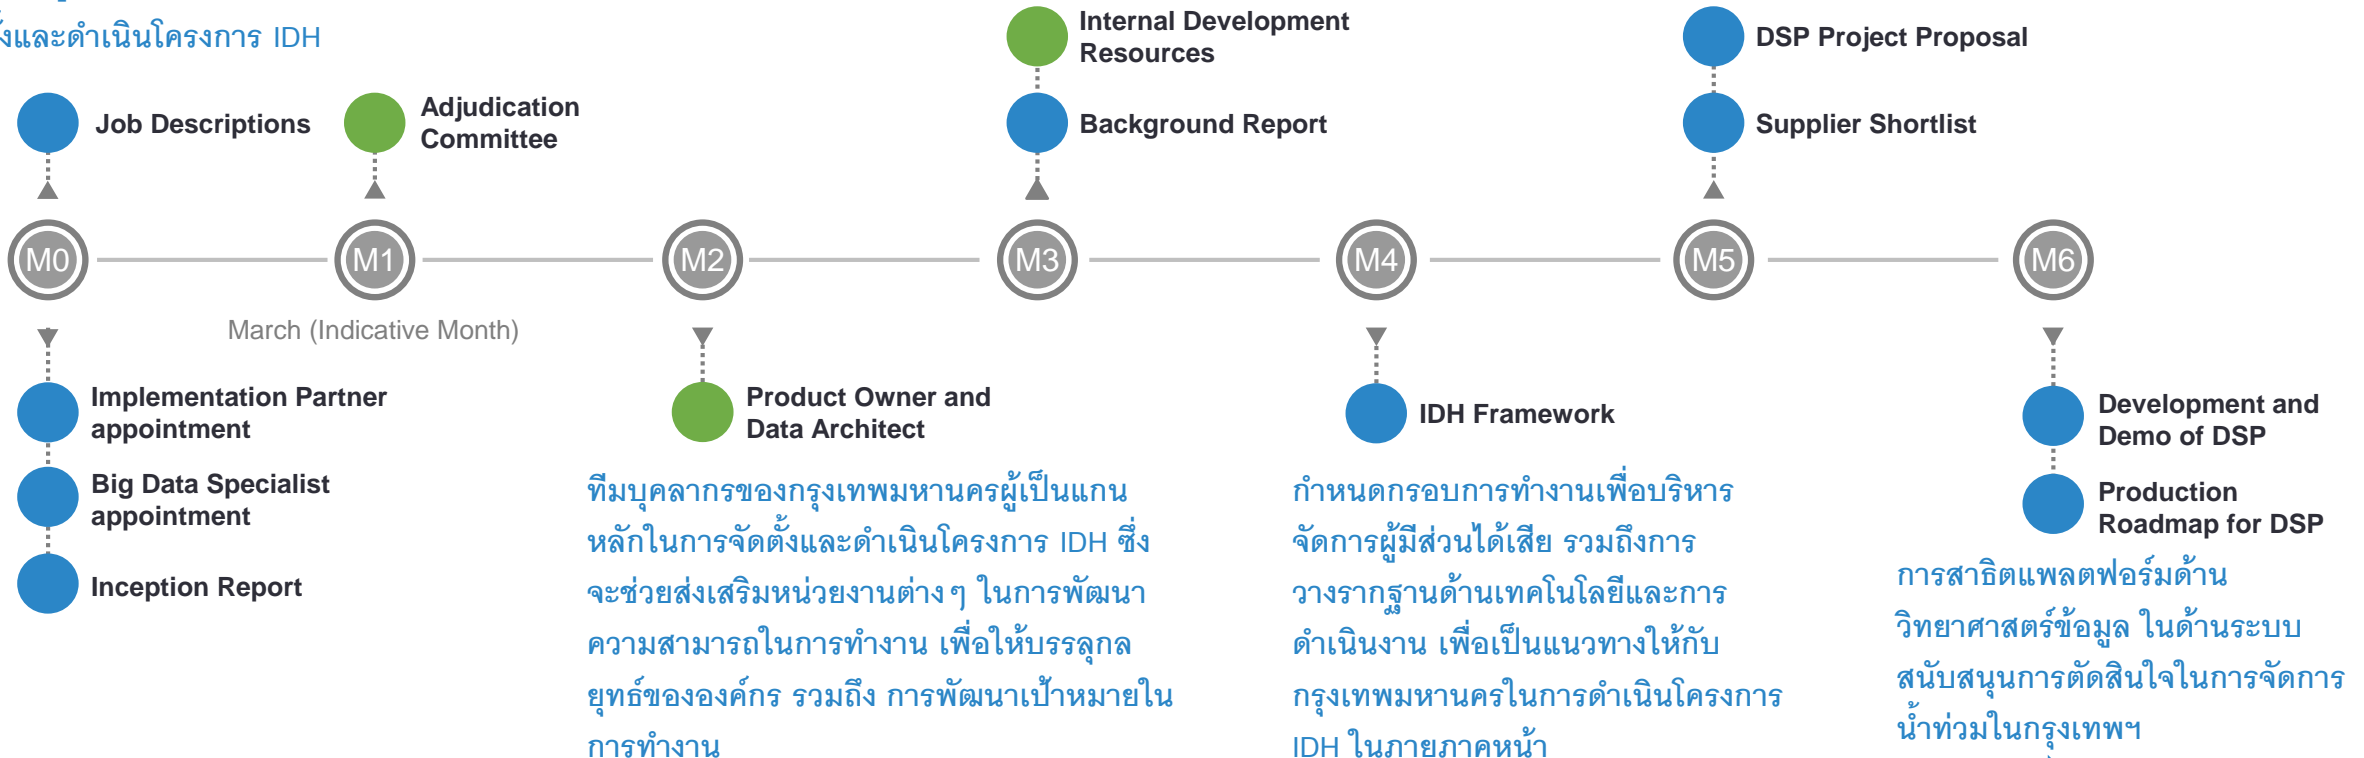 และดำเนินโครงการ IDH
Internal Development
Resources
DSP Project Proposal
Job Descriptions
Adjudication
Committee
Background Report
Supplier Shortlist
M0
M1
M2
M3
M4
M5
M6
March (Indicative Month)
Implementation Partner
appointment
Big Data Specialist
appointment
Inception Report
Product Owner and
Data Architect
ทีมบุคลากรของกรุงเทพมหานครผู้เป็นแกน
หลักในการจัดตั้งและดำเนินโครงการ IDH ซึ่ง
จะช่วยส่งเสริมหน่วยงานต่างๆ ในการพัฒนา
ความสามารถในการทำงาน เพื่อให้บรรลุกล
ยุทธ์ขององค์กร รวมถึง การพัฒนาเป้าหมายใน
การทำงาน
IDH Framework
กำหนดกรอบการทำงานเพื่อบริหาร
จัดการผู้มีส่วนได้เสีย รวมถึงการ
วางรากฐานด้านเทคโนโลยีและการ
ดำเนินงาน เพื่อเป็นแนวทางให้กับ
กรุงเทพมหานครในการดำเนินโครงการ
IDH ในภายภาคหน้า
Development and
Demo of DSP
Production
Roadmap for DSP
การสาธิตแพลตฟอร์มด้าน
วิทยาศาสตร์ข้อมูล ในด้านระบบ
สนับสนุนการตัดสินใจในการจัดการ
น้ำท่วมในกรุงเทพฯ